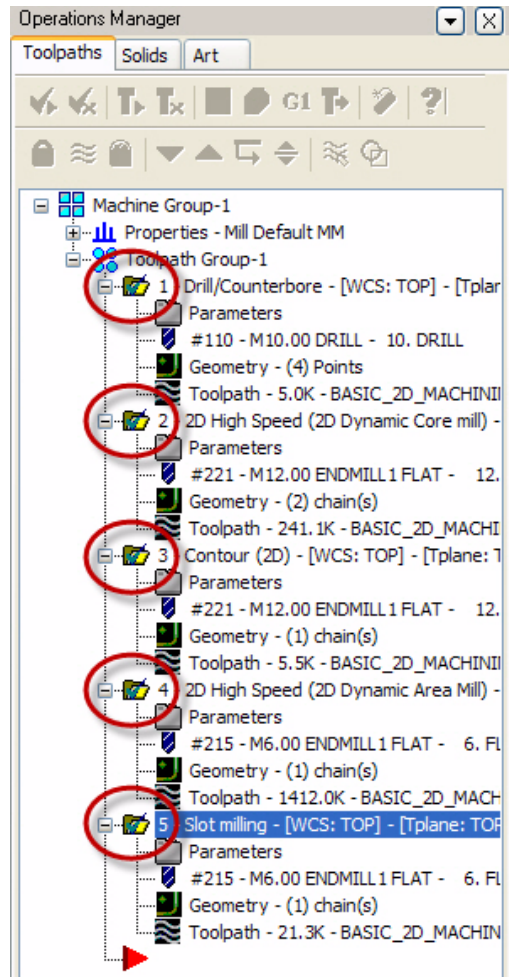 Operations Manager
Toolpaths Solids Art
G1
Machine Group-1
Properties - Mill Default MM
Toolpath Group-1
1 Drill/Counterbore - [WCS: TOP] - [Tplan
Parameters
#110 - M10.00 DRILL - 10. DRILL
Geometry - (4) Points
Toolpath - 5.0K - BASIC_2D_MACHINI
2 2D High Speed (2D Dynamic Core mill) -
Parameters
#221 - M12.00 ENDMILL1 FLAT - 12.
Geometry - (2) chain(s)
Toolpath - 241.1K - BASIC_2D_MACHI
3 Contour (2D) - [WCS: TOP] - [Tplane: T
Parameters
#221 - M12.00 ENDMILL1 FLAT - 12.
Geometry - (1) chain(s)
Toolpath - 5.5K - BASIC_2D_MACHINI
4 2D High Speed (2D Dynamic Area Mill) -
Parameters
#215 - M6.00 ENDMILL1 FLAT - 6. FL
Geometry - (1) chain(s)
Toolpath - 1412.0K - BASIC_2D_MACH
5 Slot milling - [WCS: TOP] - [Tplane: TOP
Parameters
#215 - M6.00 ENDMILL1 FLAT - 6. FL
Geometry - (1) chain(s)
Toolpath - 21.3K - BASIC_2D_MACHIN